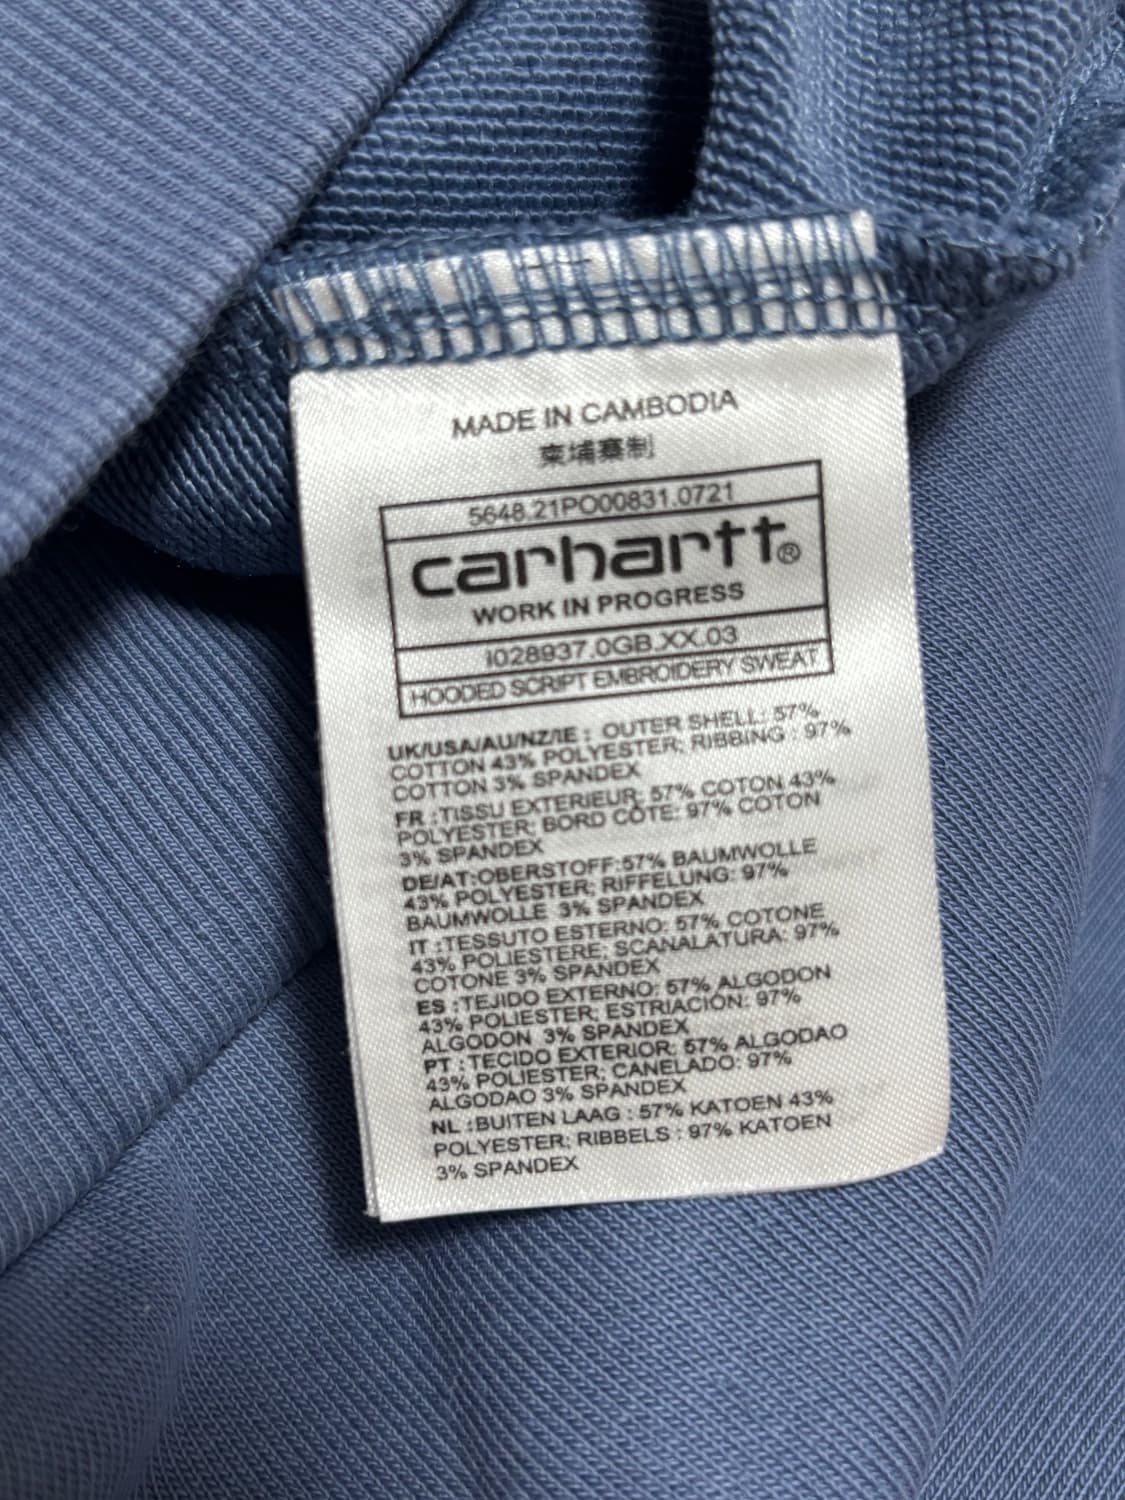 MADE IN CAMBODIA
柬埔寨制
5648.21PO00831.0721
carhartt®
WORK IN PROGRESS
I028937.0GB.XX.03
HOODED SCRIPT EMBROIDERY SWEAT
UK/USA/AU/NZ/IE : OUTER SHELL: 57%
COTTON 43% POLYESTER; RIBBING : 97%
COTTON 3% SPANDEX
FR :TISSU EXTERIEUR: 57% COTON 43%
POLYESTER; BORD CÔTE: 97% COTON
3% SPANDEX
DE/AT:OBERSTOFF:57% BAUMWOLLE
43% POLYESTER; RIFFELUNG: 97%
BAUMWOLLE 3% SPANDEX
IT :TESSUTO ESTERNO: 57% COTONE
43% POLIESTERE; SCANALATURA: 97%
COTONE 3% SPANDEX
ES :TEJIDO EXTERNO: 57% ALGODON
43% POLIESTER; ESTRIACIÓN: 97%
ALGODON 3% SPANDEX
PT : TECIDO EXTERIOR: 57% ALGODAO
43% POLIESTER; CANELADO: 97%
ALGODAO 3% SPANDEX
NL :BUITEN LAAG : 57% KATOEN 43%
POLYESTER; RIBBELS : 97% KATOEN
3% SPANDEX